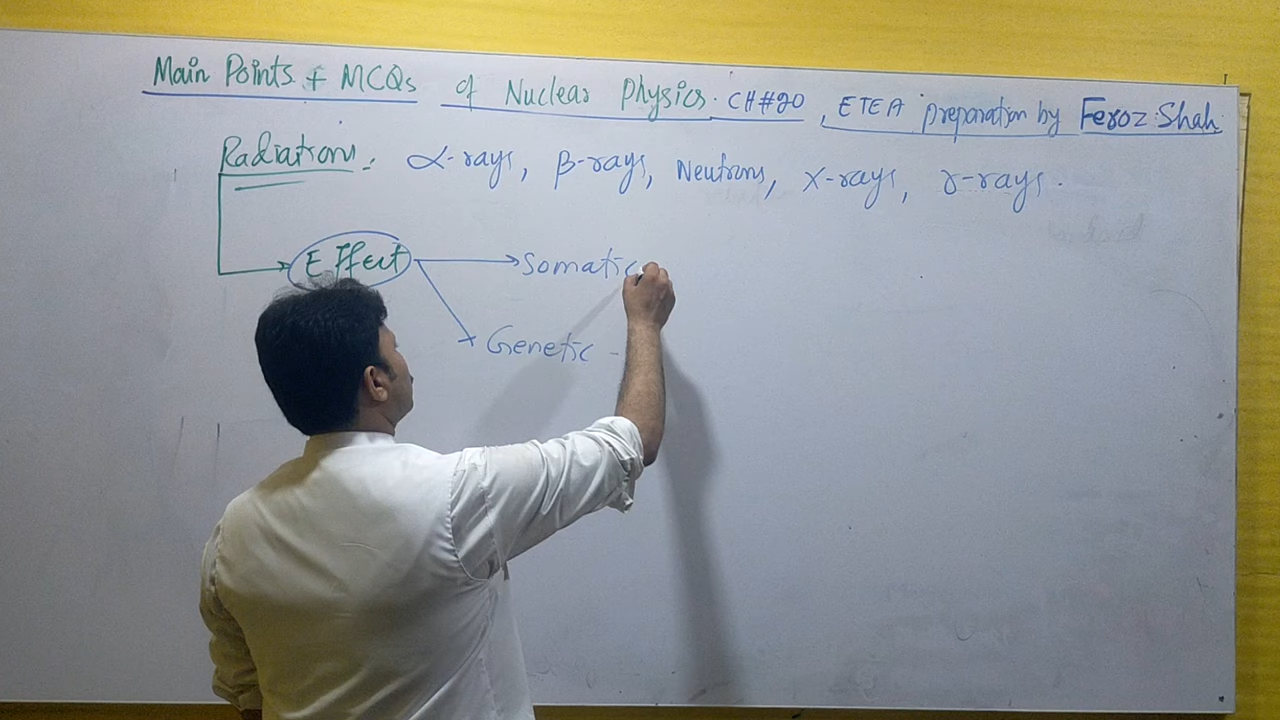 Main Points + MCQs of Nuclear Physics. CH#20, ETEA preparation by Feroz Shah
Radiations: α-rays, β-rays, Neutrons, X-rays, γ-rays.
Effect → Somatic
Genetic -